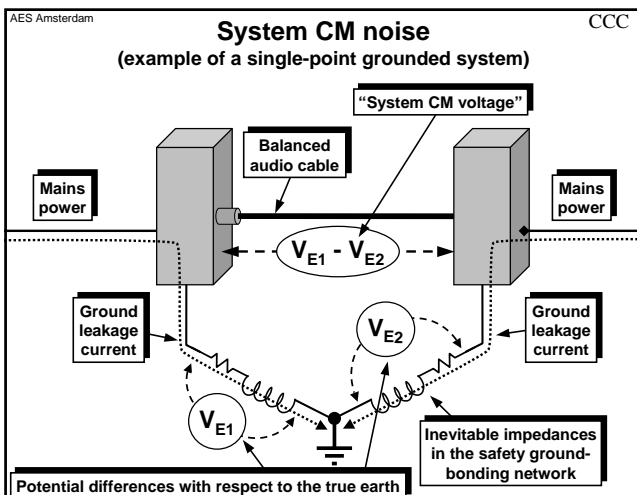 AES Amsterdam
CCC
System CM noise
(example of a single-point grounded system)
“System CM voltage”
Balanced
audio cable
Mains
power
Mains
power
VE1 - VE2
Ground
leakage
current
VE2
Ground
leakage
current
VE1
Inevitable impedances
in the safety ground-
bonding network
Potential differences with respect to the true earth